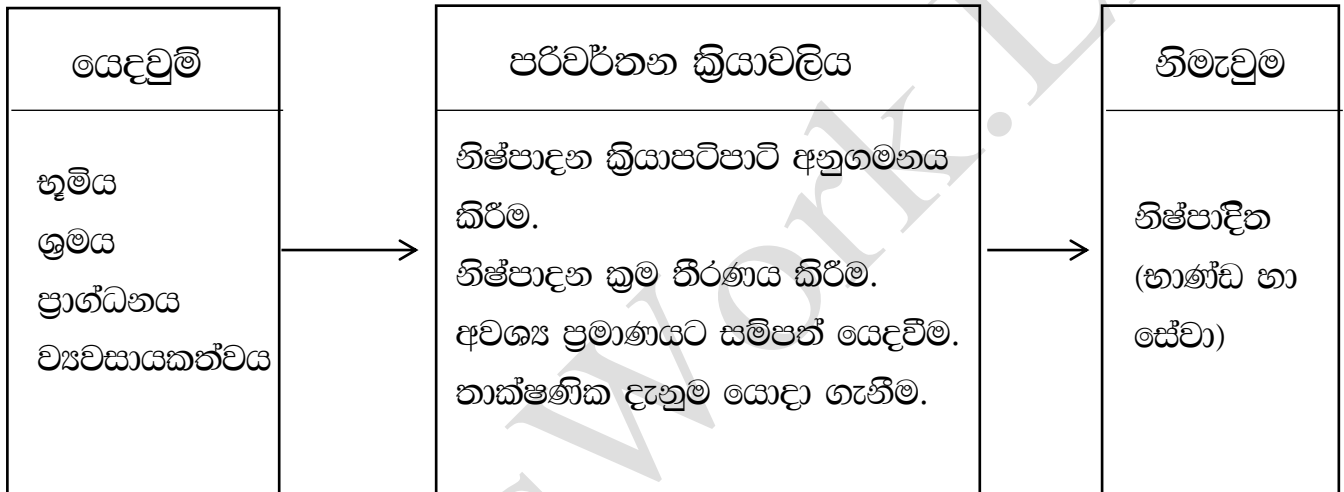 යෙදවුම්
භූමිය
ශ්‍රමය
ප්‍රාග්ධනය
ව්‍යවසායකත්වය
පරිවර්තන ක්‍රියාවලිය
නිෂ්පාදන ක්‍රියාපටිපාටි අනුගමනය
කිරීම.
නිෂ්පාදන ක්‍රම තීරණය කිරීම.
අවශ්‍ය ප්‍රමාණයට සම්පත් යෙදවීම.
තාක්ෂණික දැනුම යොදා ගැනීම.
නිමැවුම
නිෂ්පාදිත
(භාණ්ඩ හා
සේවා)